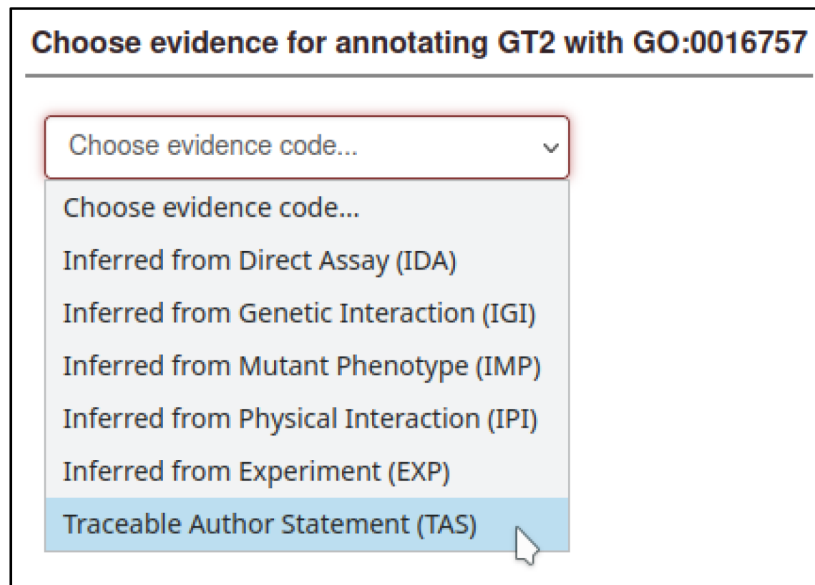 Choose evidence for annotating GT2 with GO:0016757
Choose evidence code...
Choose evidence code...
Inferred from Direct Assay (IDA)
Inferred from Genetic Interaction (IGI)
Inferred from Mutant Phenotype (IMP)
Inferred from Physical Interaction (IPI)
Inferred from Experiment (EXP)
Traceable Author Statement (TAS)